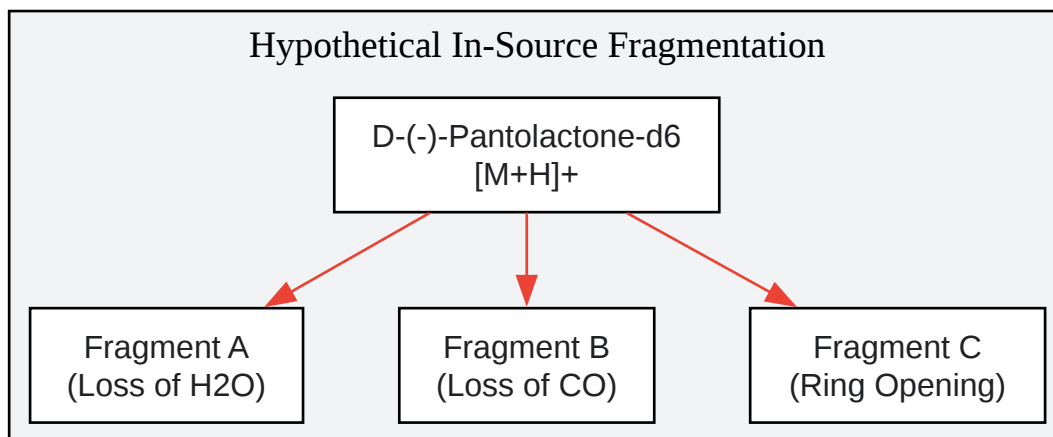 Hypothetical In-Source Fragmentation
D-(-)-Pantolactone-d6
[M+H]+
Fragment A
(Loss of H2O)
Fragment B
(Loss of CO)
Fragment C
(Ring Opening)